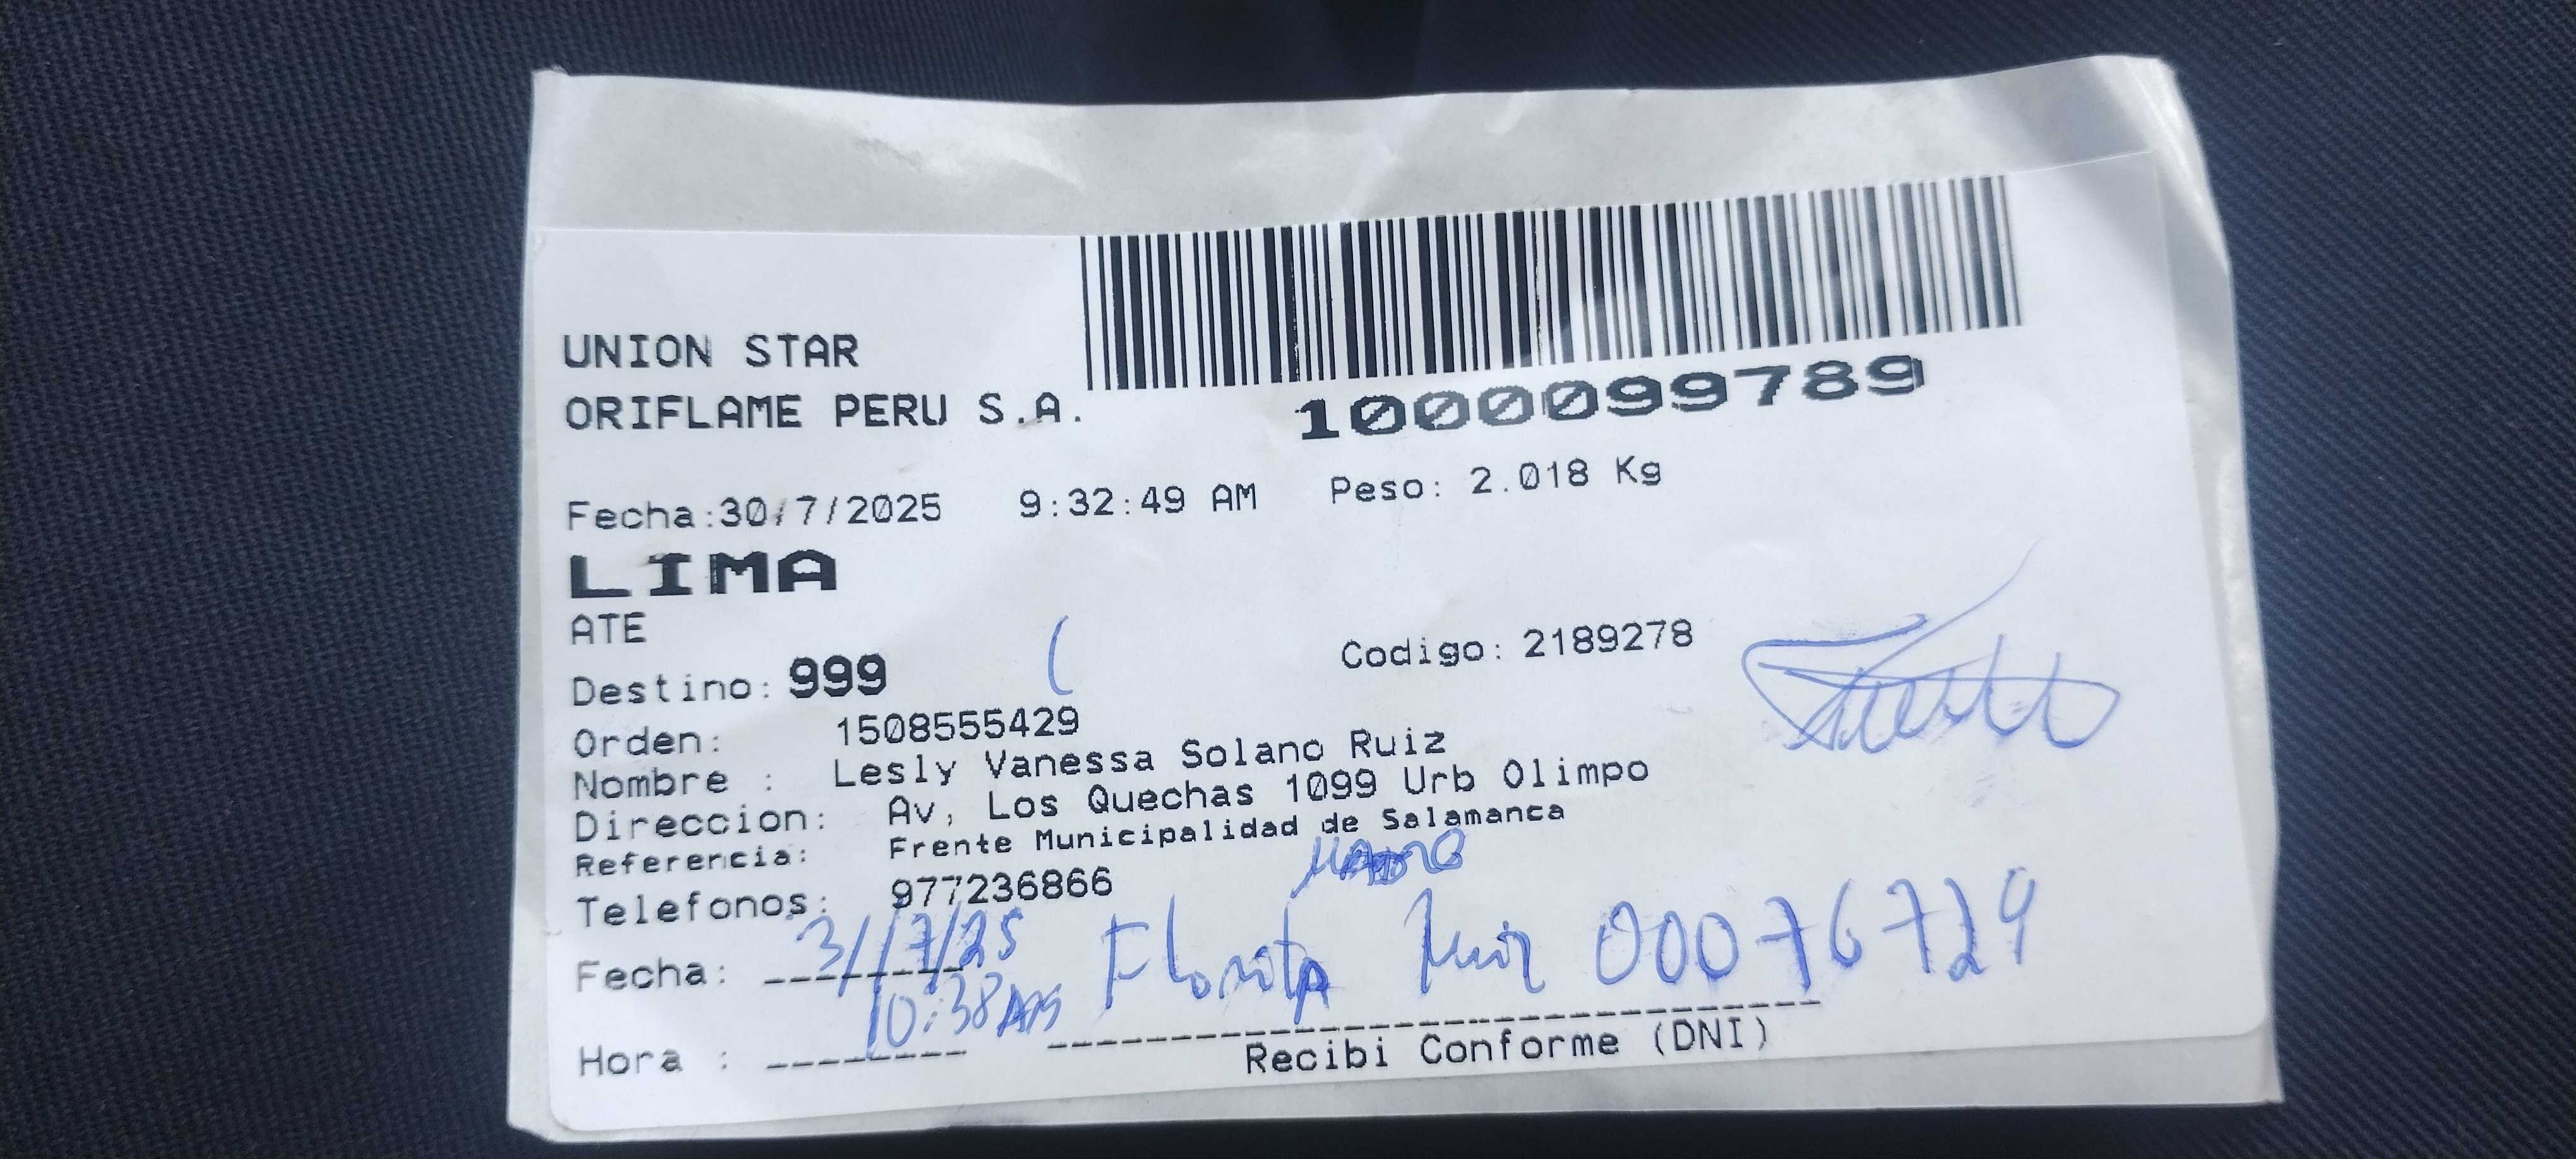 UNION STAR
ORIFLAME PERU S.A.
1000099789
Fecha:30/7/2025 9:32:49 AM Peso: 2.018 Kg
LIMA
ATE
Destino: 999 Codigo: 2189278
Orden: 1508555429
Nombre : Lesly Vanessa Solano Ruiz
Direccion: Av, Los Quechas 1099 Urb Olimpo
Referencia: Frente Municipalidad de Salamanca
Telefonos: 977236866
Fecha: 31/7/25 Florita Ruiz 00076729
Hora : 10:38 AM
Recibi Conforme (DNI)